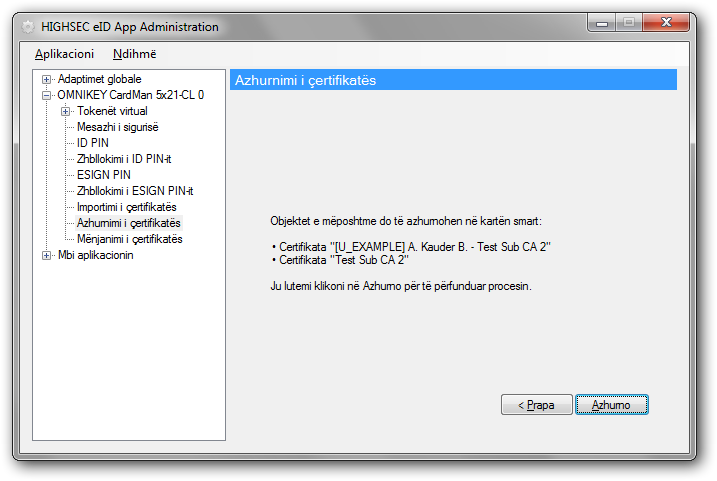 HIGHSEC eID App Administration
Aplikacioni Ndihmë
Adaptimet globale
OMNIKEY CardMan 5x21-CL 0
Tokenët virtual
Mesazhi i sigurisë
ID PIN
Zhbllokimi i ID PIN-it
ESIGN PIN
Zhbllokimi i ESIGN PIN-it
Importimi i çertifikatës
Azhurnimi i çertifikatës
Mënjanimi i çertifikatës
Mbi aplikacionin
Azhurnimi i çertifikatës
Objektet e mëposhtme do të azhurnohen në kartën smart:
• Certifikata "[U_EXAMPLE] A. Kauder B. - Test Sub CA 2"
• Certifikata "Test Sub CA 2"
Ju lutemi klikoni në Azhurno për të përfunduar procesin.
< Prapa Azhurno